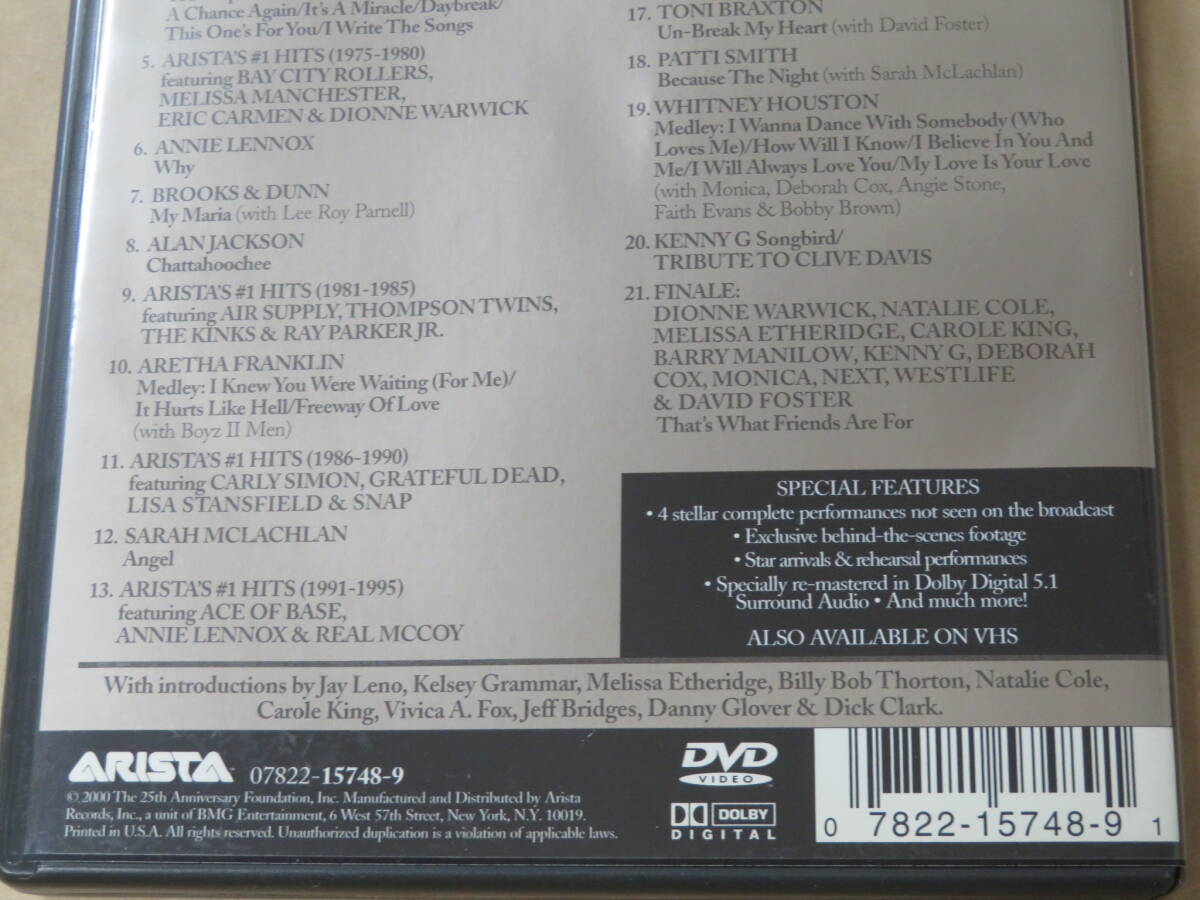 A Chance Again/It's A Miracle/Daybreak/
This One's For You/I Write The Songs
5. ARISTA'S #1 HITS (1975-1980)
featuring BAY CITY ROLLERS,
MELISSA MANCHESTER,
ERIC CARMEN & DIONNE WARWICK
6. ANNIE LENNOX
Why
7. BROOKS & DUNN
My Maria (with Lee Roy Parnell)
8. ALAN JACKSON
Chattahoochee
9. ARISTA'S #1 HITS (1981-1985)
featuring AIR SUPPLY, THOMPSON TWINS,
THE KINKS & RAY PARKER JR.
10. ARETHA FRANKLIN
Medley: I Knew You Were Waiting (For Me)/
It Hurts Like Hell/Freeway Of Love
(with Boyz II Men)
11. ARISTA'S #1 HITS (1986-1990)
featuring CARLY SIMON, GRATEFUL DEAD,
LISA STANSFIELD & SNAP
12. SARAH MCLACHLAN
Angel
13. ARISTA'S #1 HITS (1991-1995)
featuring ACE OF BASE,
ANNIE LENNOX & REAL MCCOY
17. TONI BRAXTON
Un-Break My Heart (with David Foster)
18. PATTI SMITH
Because The Night (with Sarah McLachlan)
19. WHITNEY HOUSTON
Medley: I Wanna Dance With Somebody (Who
Loves Me)/How Will I Know/I Believe In You And
Me/I Will Always Love You/My Love Is Your Love
(with Monica, Deborah Cox, Angie Stone,
Faith Evans & Bobby Brown)
20. KENNY G Songbird/
TRIBUTE TO CLIVE DAVIS
21. FINALE:
DIONNE WARWICK, NATALIE COLE,
MELISSA ETHERIDGE, CAROLE KING,
BARRY MANILOW, KENNY G, DEBORAH
COX, MONICA, NEXT, WESTLIFE
& DAVID FOSTER
That's What Friends Are For
SPECIAL FEATURES
• 4 stellar complete performances not seen on the broadcast
• Exclusive behind-the-scenes footage
• Star arrivals & rehearsal performances
• Specially re-mastered in Dolby Digital 5.1
Surround Audio • And much more!
ALSO AVAILABLE ON VHS
With introductions by Jay Leno, Kelsey Grammar, Melissa Etheridge, Billy Bob Thorton, Natalie Cole,
Carole King, Vivica A. Fox, Jeff Bridges, Danny Glover & Dick Clark.
ARISTA 07822-15748-9
© 2000 The 25th Anniversary Foundation, Inc. Manufactured and Distributed by Arista
Records, Inc., a unit of BMG Entertainment, 6 West 57th Street, New York, N.Y. 10019.
Printed in U.S.A. All rights reserved. Unauthorized duplication is a violation of applicable laws.
DVD
VIDEO
DOLBY
DIGITAL
0 7822-15748-9 1